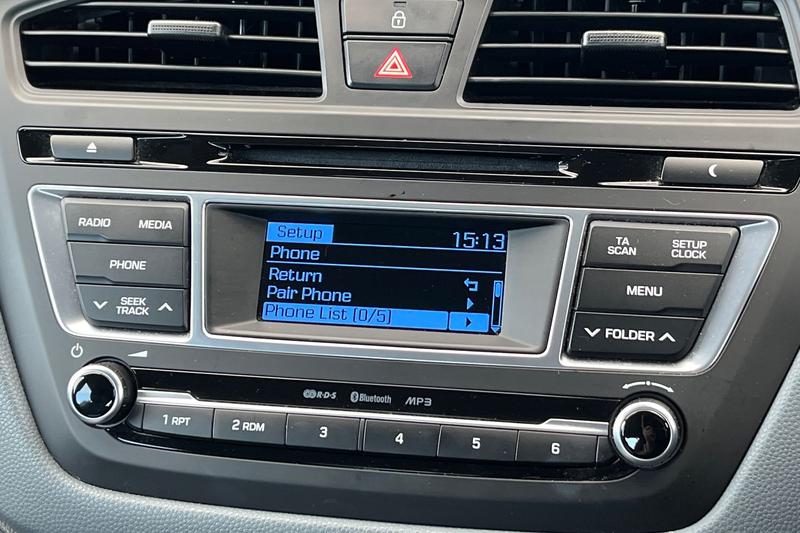 RADIO MEDIA
PHONE
SEEK
TRACK
Setup 15:13
Phone
Return
Pair Phone
Phone List (0/5)
TA
SCAN
SETUP
CLOCK
MENU
FOLDER
R·D·S Bluetooth MP3
1 RPT 2 RDM 3 4 5 6